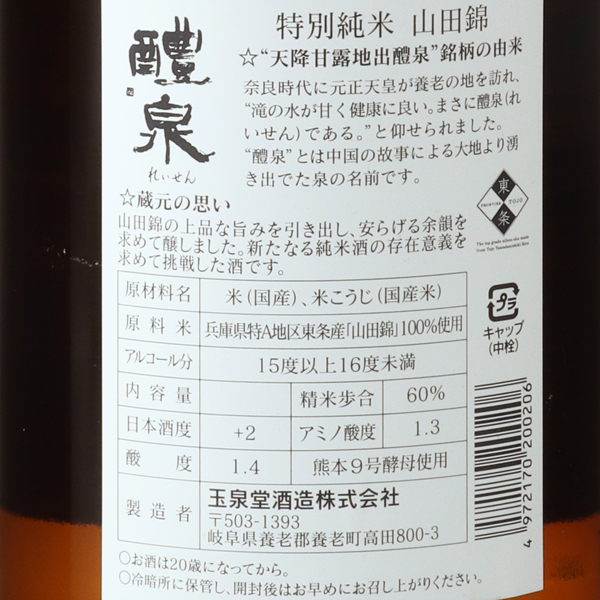 醴泉
れいせん
特別純米 山田錦
☆“天降甘露地出醴泉”銘柄の由来
奈良時代に元正天皇が養老の地を訪れ、
“滝の水が甘く健康に良い。まさに醴泉(れ
いせん)である。”と仰せられました。
“醴泉”とは中国の故事による大地より湧
き出でた泉の名前です。
☆蔵元の思い
山田錦の上品な旨みを引き出し、安らげる余韻を
求めて醸しました。新たなる純米酒の存在意義を
求めて挑戦した酒です。
東条
FRONTIER TOJO
原材料名 米(国産)、米こうじ(国産米)
原料米 兵庫県特A地区東条産「山田錦」100%使用
アルコール分 15度以上16度未満
内容量 精米歩合 60%
日本酒度 +2 アミノ酸度 1.3
酸度 1.4 熊本9号酵母使用
製造者 玉泉堂酒造株式会社
〒503-1393
岐阜県養老郡養老町高田800-3
プラ
キャップ
(中栓)
4972170200206
○お酒は20歳になってから。
○冷暗所に保管し、開封後はお早めにお召し上がりください。